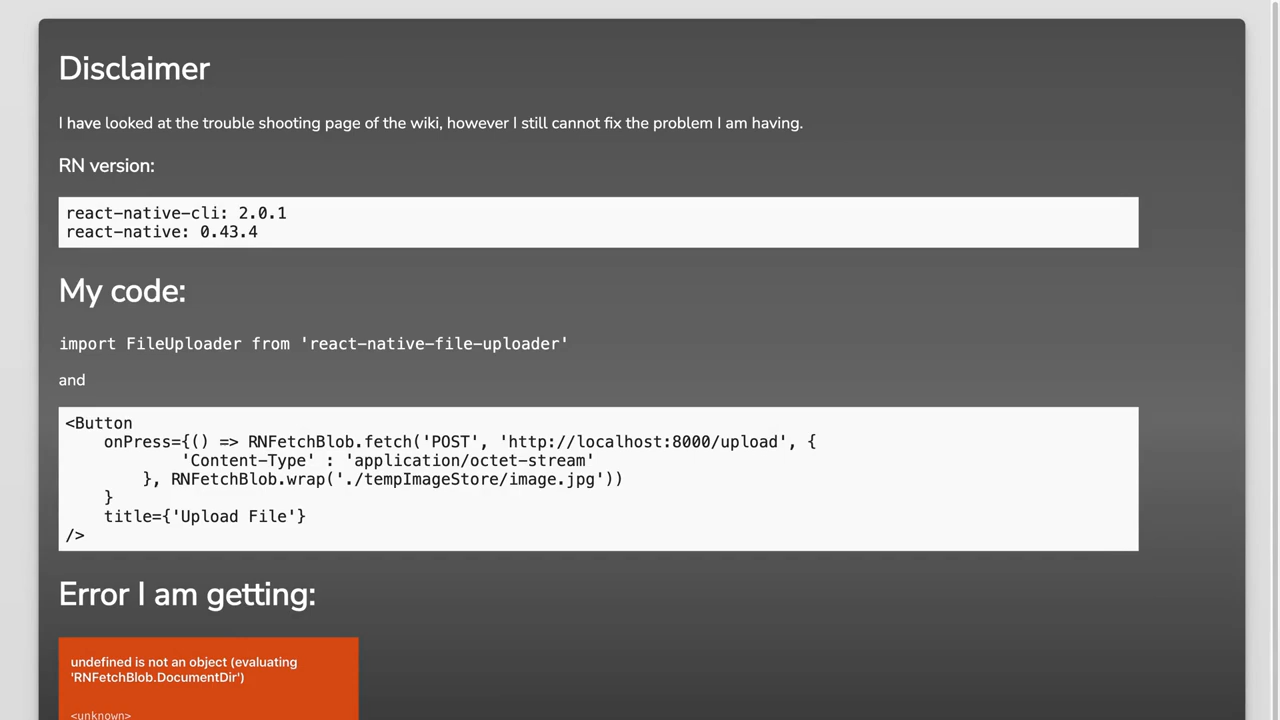 Disclaimer
I have looked at the trouble shooting page of the wiki, however I still cannot fix the problem I am having.
RN version:
react-native-cli: 2.0.1
react-native: 0.43.4
My code:
import FileUploader from 'react-native-file-uploader'
and
<Button
    onPress={() => RNFetchBlob.fetch('POST', 'http://localhost:8000/upload', {
            'Content-Type' : 'application/octet-stream'
        }, RNFetchBlob.wrap('./tempImageStore/image.jpg'))
    }
    title={'Upload File'}
/>
Error I am getting:
undefined is not an object (evaluating
'RNFetchBlob.DocumentDir')
<unknown>